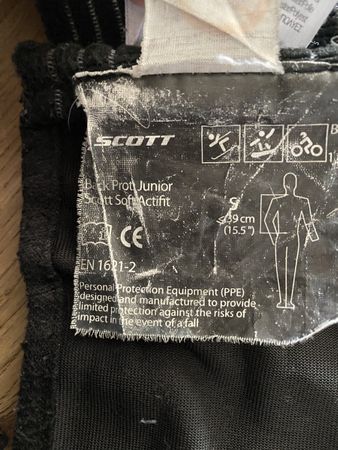 SCOTT
Back Prot. Junior
Scott Soft Actifit
CE
EN 1621-2
S
≤39 cm
(15.5")
Personal Protection Equipment (PPE)
designed and manufactured to provide
limited protection against the risks of
impact in the event of a fall